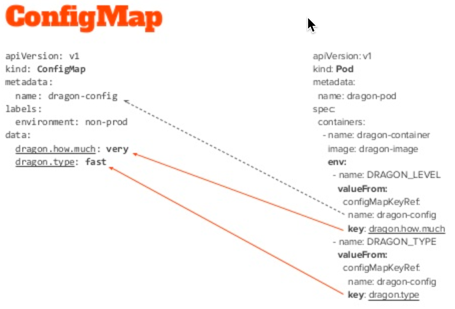 ConfigMap
apiVersion: v1
kind: ConfigMap
metadata:
  name: dragon-config
labels:
  environment: non-prod
data:
  dragon.how.much: very
  dragon.type: fast
apiVersion: v1
kind: Pod
metadata:
  name: dragon-pod
spec:
  containers:
    - name: dragon-container
      image: dragon-image
      env:
        - name: DRAGON_LEVEL
          valueFrom:
            configMapKeyRef:
              name: dragon-config
              key: dragon.how.much
        - name: DRAGON_TYPE
          valueFrom:
            configMapKeyRef:
              name: dragon-config
              key: dragon.type